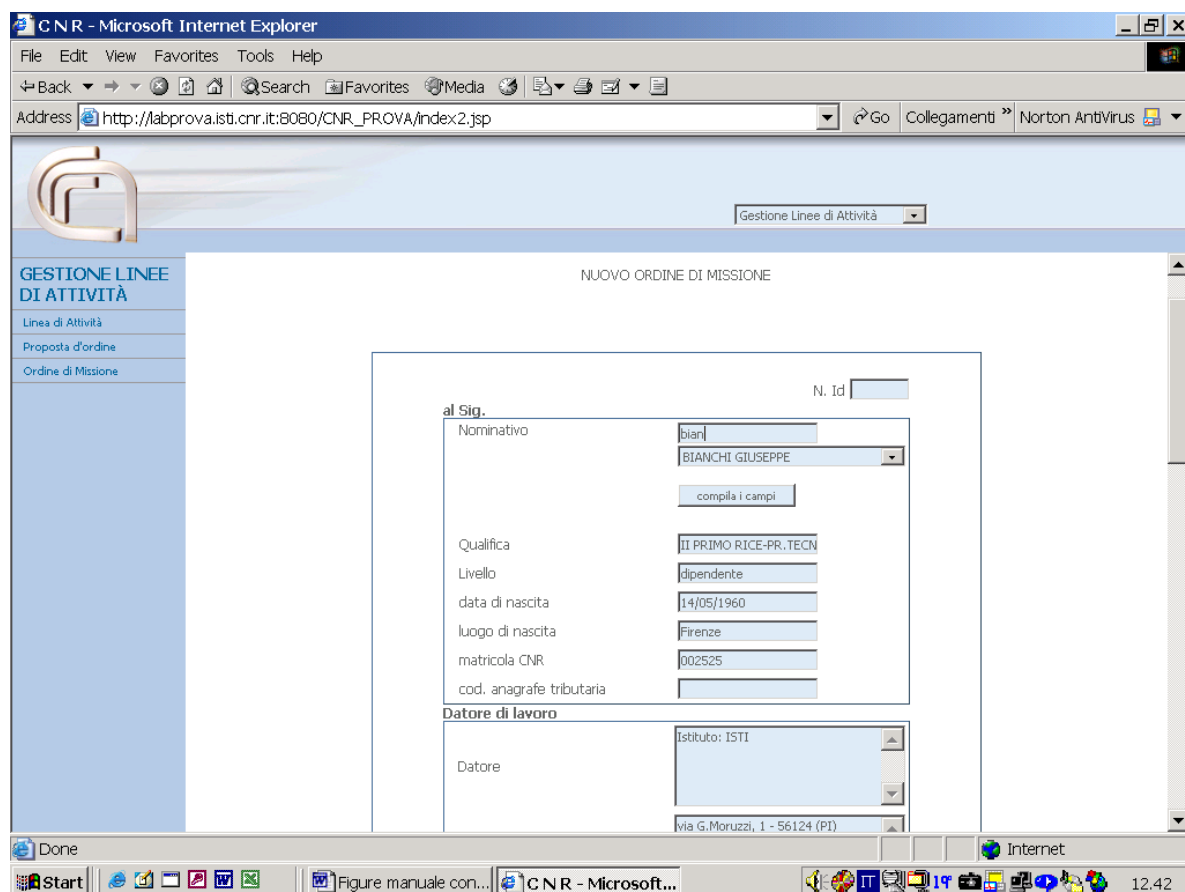 C N R - Microsoft Internet Explorer
File Edit View Favorites Tools Help
Back Search Favorites Media
Address http://labprova.isti.cnr.it:8080/CNR_PROVA/index2.jsp Go Collegamenti » Norton AntiVirus
Gestione Linee di Attività
GESTIONE LINEE
DI ATTIVITÀ
Linea di Attività
Proposta d'ordine
Ordine di Missione
NUOVO ORDINE DI MISSIONE
N. Id
al Sig.
Nominativo bian
BIANCHI GIUSEPPE
compila i campi
Qualifica II PRIMO RICE-PR.TECN
Livello dipendente
data di nascita 14/05/1960
luogo di nascita Firenze
matricola CNR 002525
cod. anagrafe tributaria
Datore di lavoro
Istituto: ISTI
Datore
via G.Moruzzi, 1 - 56124 (PI)
Done Internet
Start Figure manuale con... C N R - Microsoft... IT 19° 12.42